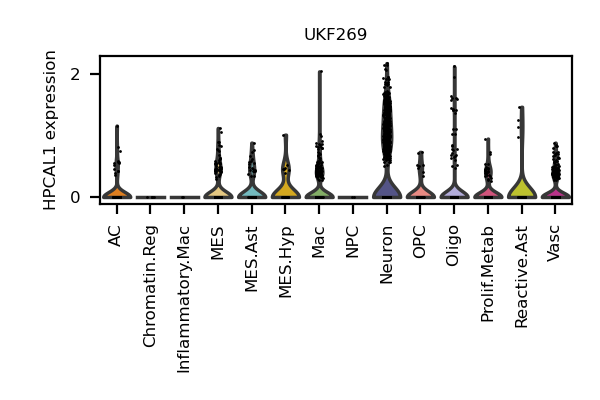 UKF269
HPCAL1 expression
2
0
AC
Chromatin.Reg
Inflammatory.Mac
MES
MES.Ast
MES.Hyp
Mac
NPC
Neuron
OPC
Oligo
Prolif.Metab
Reactive.Ast
Vasc